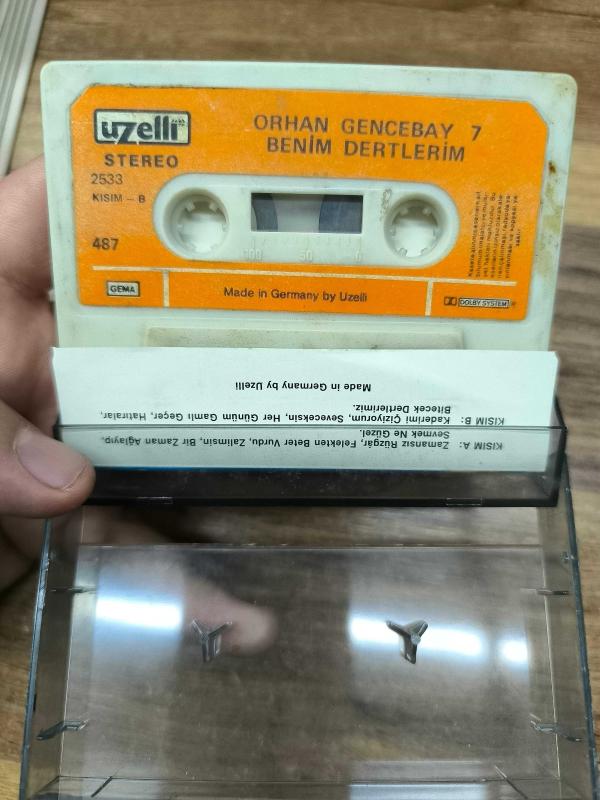 uzelli
STEREO
2533
KISIM – B
487
ORHAN GENCEBAY 7
BENİM DERTLERİM
100 50 0
GEMA
Made in Germany by Uzelli
DOLBY SYSTEM
KISIM A: Zamansız Rüzgâr, Felekten Beter Vurdu, Zalimsin, Bir Zaman Ağlayıp,
Sevmek Ne Güzel.
KISIM B: Kaderimi Çiziyorum, Seveceksin, Her Günüm Gamlı Geçer, Hatıralar,
Bitecek Dertlerimiz.
Made in Germany by Uzelli